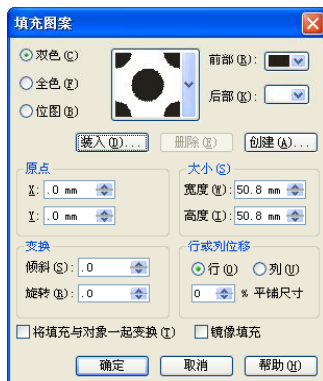 填充图案
双色(C)
全色(F)
位图(B)
前部(R):
后部(K):
装入(D)...
删除(E)
创建(A)...
原点
X: .0 mm
Y: .0 mm
大小(S)
宽度(W): 50.8 mm
高度(I): 50.8 mm
变换
倾斜(S): .0
旋转(R): .0
行或列位移
行(O) 列(U)
0 % 平铺尺寸
将填充与对象一起变换(T) 镜像填充
确定 取消 帮助(H)